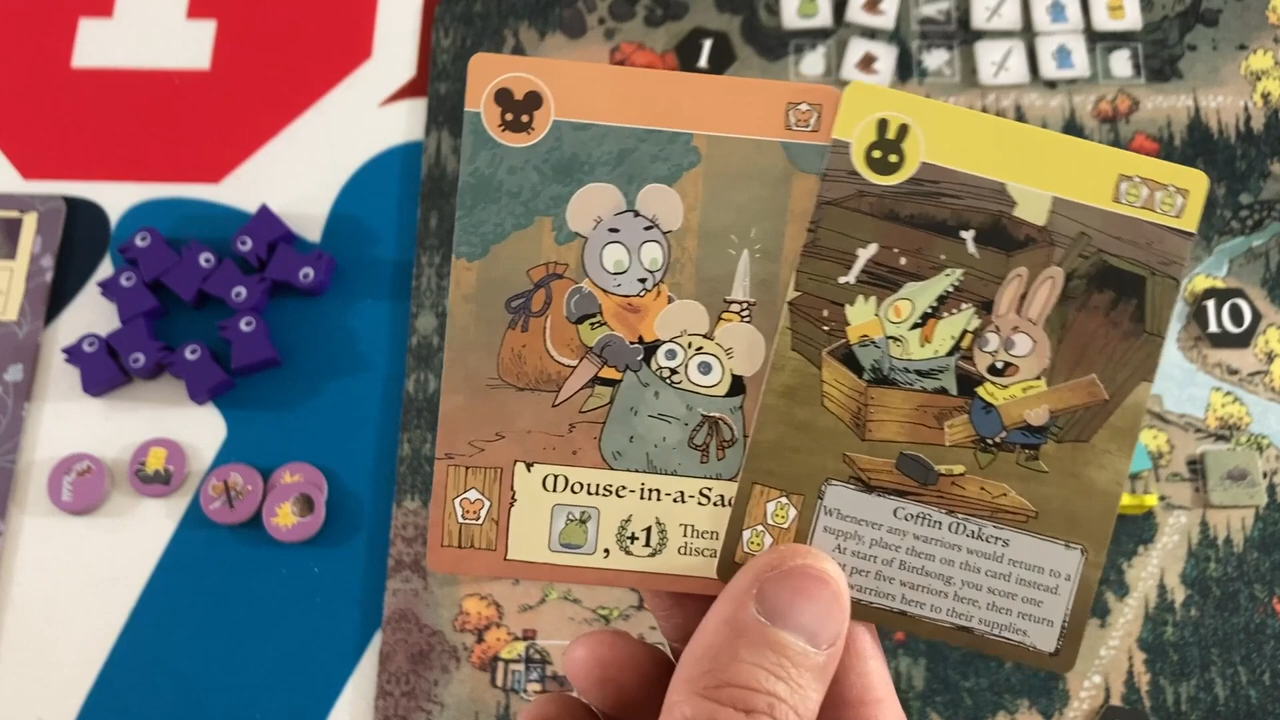 1
10
Mouse-in-a-
, +1 Then
disca
Coffin Makers
Whenever any warriors would return to a
supply, place them on this card instead.
At start of Birdsong, you score one
per five warriors here, then return
warriors here to their supplies.